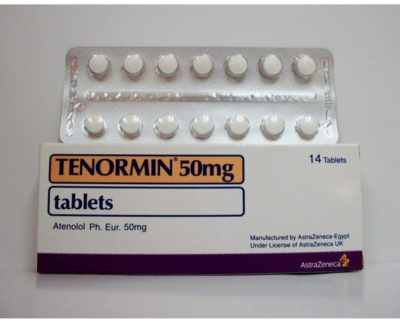 TENORMIN® 50mg
14 Tablets
tablets
Atenolol Ph. Eur. 50mg
Manufactured by AstraZeneca-Egypt
Under License of AstraZeneca UK
AstraZeneca